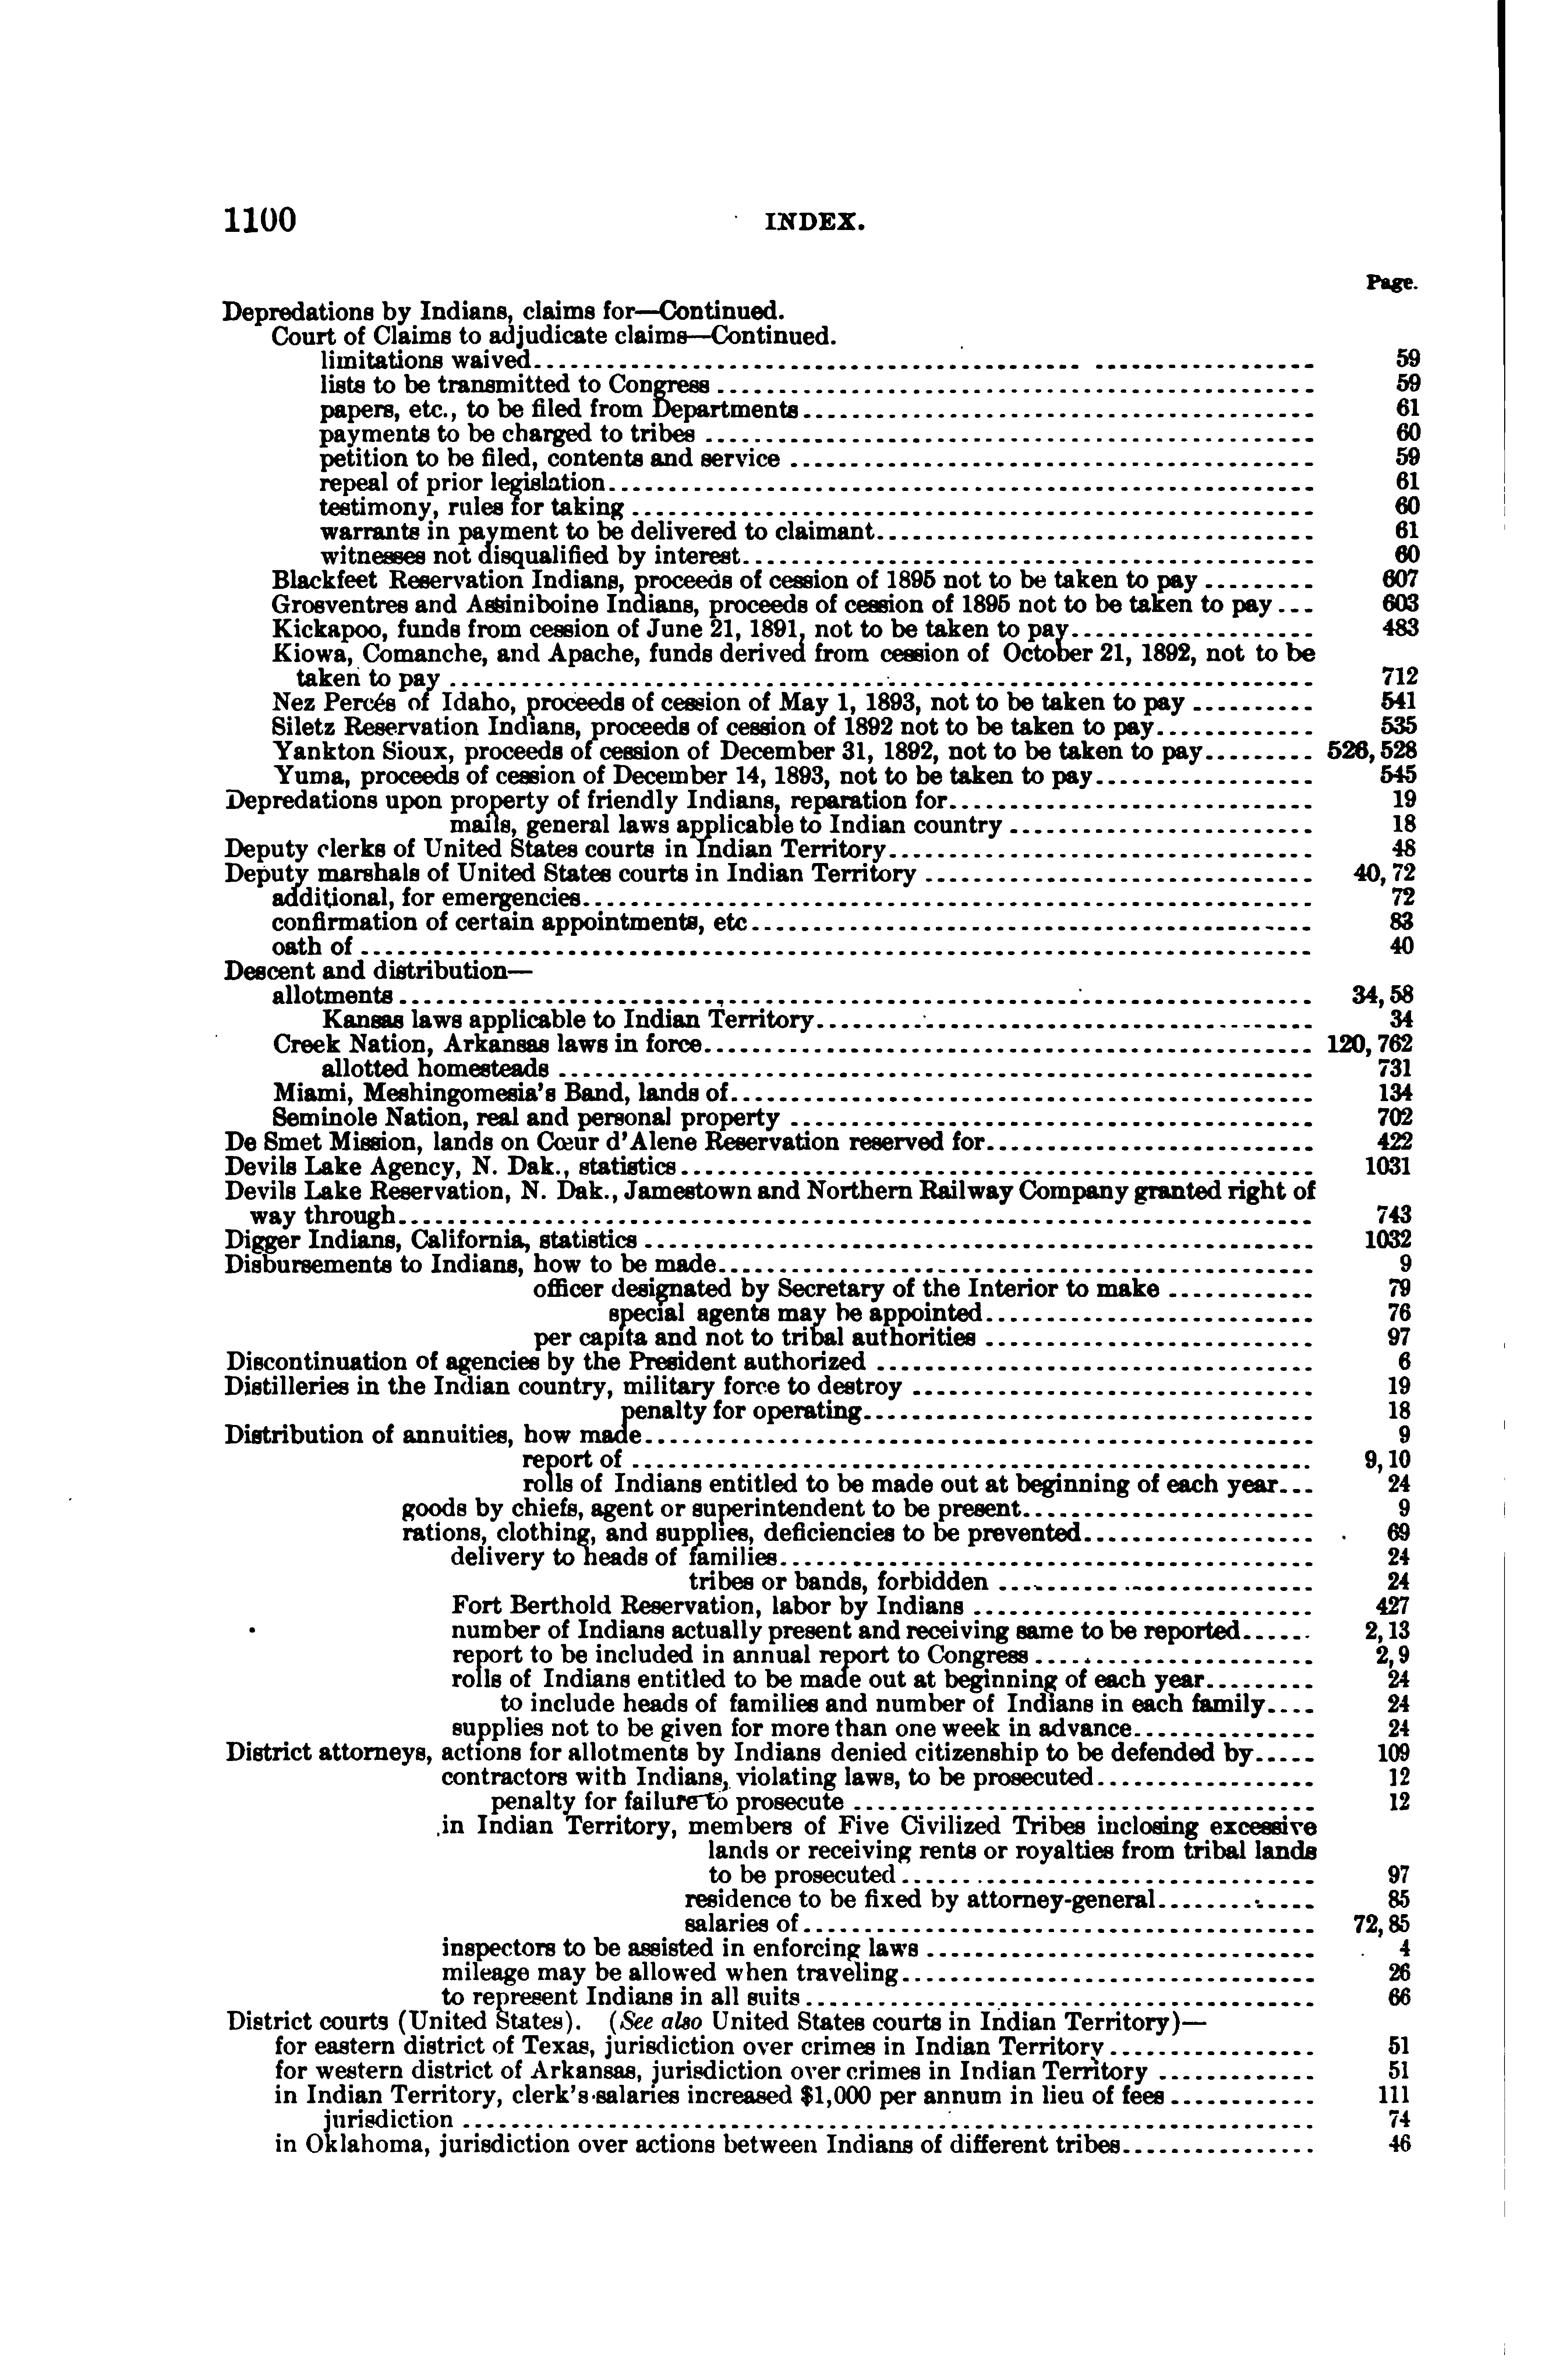 1100 INDEX.
Page.
Depredations by Indians, claims for—Continued.
Court of Claims to adjudicate claims—Continued.
limitations waived 59
lists to be transmitted to Congress 59
papers, etc., to be filed from Departments 61
payments to be charged to tribes 60
petition to be filed, contents and service 59
repeal of prior legislation 61
testimony, rules for taking 60
warrants in payment to be delivered to claimant 61
witnesses not disqualified by interest 60
Blackfeet Reservation Indians, proceeds of cession of 1895 not to be taken to pay 607
Grosventres and Assiniboine Indians, proceeds of cession of 1895 not to be taken to pay 603
Kickapoo, funds from cession of June 21, 1891, not to be taken to pay 483
Kiowa, Comanche, and Apache, funds derived from cession of October 21, 1892, not to be
taken to pay 712
Nez Percés of Idaho, proceeds of cession of May 1, 1893, not to be taken to pay 541
Siletz Reservation Indians, proceeds of cession of 1892 not to be taken to pay 535
Yankton Sioux, proceeds of cession of December 31, 1892, not to be taken to pay 526, 528
Yuma, proceeds of cession of December 14, 1893, not to be taken to pay 545
Depredations upon property of friendly Indians, reparation for 19
mails, general laws applicable to Indian country 18
Deputy clerks of United States courts in Indian Territory 48
Deputy marshals of United States courts in Indian Territory 40, 72
additional, for emergencies 72
confirmation of certain appointments, etc 83
oath of 40
Descent and distribution—
allotments 34, 58
Kansas laws applicable to Indian Territory 34
Creek Nation, Arkansas laws in force 120, 762
allotted homesteads 731
Miami, Meshingomesia's Band, lands of 134
Seminole Nation, real and personal property 702
De Smet Mission, lands on Cœur d'Alene Reservation reserved for 422
Devils Lake Agency, N. Dak., statistics 1031
Devils Lake Reservation, N. Dak., Jamestown and Northern Railway Company granted right of
way through 743
Digger Indians, California, statistics 1032
Disbursements to Indians, how to be made 9
officer designated by Secretary of the Interior to make 79
special agents may be appointed 76
per capita and not to tribal authorities 97
Discontinuation of agencies by the President authorized 6
Distilleries in the Indian country, military force to destroy 19
penalty for operating 18
Distribution of annuities, how made 9
report of 9, 10
rolls of Indians entitled to be made out at beginning of each year 24
goods by chiefs, agent or superintendent to be present 9
rations, clothing, and supplies, deficiencies to be prevented 69
delivery to heads of families 24
tribes or bands, forbidden 24
Fort Berthold Reservation, labor by Indians 427
number of Indians actually present and receiving same to be reported 2, 13
report to be included in annual report to Congress 2, 9
rolls of Indians entitled to be made out at beginning of each year 24
to include heads of families and number of Indians in each family 24
supplies not to be given for more than one week in advance 24
District attorneys, actions for allotments by Indians denied citizenship to be defended by 109
contractors with Indians, violating laws, to be prosecuted 12
penalty for failure to prosecute 12
in Indian Territory, members of Five Civilized Tribes inclosing excessive
lands or receiving rents or royalties from tribal lands
to be prosecuted 97
residence to be fixed by attorney-general 85
salaries of 72, 85
inspectors to be assisted in enforcing laws 4
mileage may be allowed when traveling 26
to represent Indians in all suits 66
District courts (United States). (See also United States courts in Indian Territory)—
for eastern district of Texas, jurisdiction over crimes in Indian Territory 51
for western district of Arkansas, jurisdiction over crimes in Indian Territory 51
in Indian Territory, clerk's salaries increased $1,000 per annum in lieu of fees 111
jurisdiction 74
in Oklahoma, jurisdiction over actions between Indians of different tribes 46